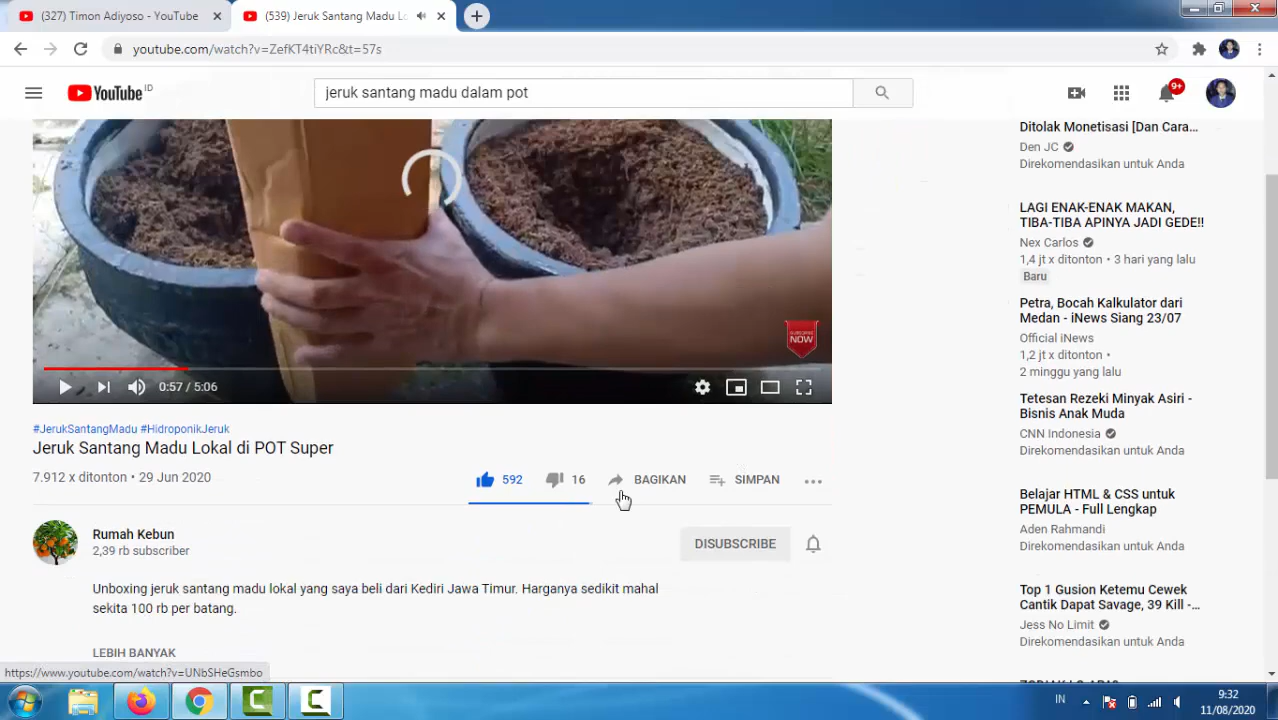 (327) Timon Adiyoso - YouTube
(539) Jeruk Santang Madu Lo
youtube.com/watch?v=ZefKT4tiYRc&t=57s
YouTube ID
jeruk santang madu dalam pot
9+
NOW
0:57 / 5:06
#JerukSantangMadu #HidroponikJeruk
Jeruk Santang Madu Lokal di POT Super
7.912 x ditonton • 29 Jun 2020
592
16
BAGIKAN
SIMPAN
Rumah Kebun
2,39 rb subscriber
DISUBSCRIBE
Unboxing jeruk santang madu lokal yang saya beli dari Kediri Jawa Timur. Harganya sedikit mahal
sekita 100 rb per batang.
LEBIH BANYAK
https://www.youtube.com/watch?v=UNbSHeGsmbo
Ditolak Monetisasi [Dan Cara...
Den JC
Direkomendasikan untuk Anda
LAGI ENAK-ENAK MAKAN,
TIBA-TIBA APINYA JADI GEDE!!
Nex Carlos
1,4 jt x ditonton • 3 hari yang lalu
Baru
Petra, Bocah Kalkulator dari
Medan - iNews Siang 23/07
Official iNews
1,2 jt x ditonton •
2 minggu yang lalu
Tetesan Rezeki Minyak Asiri -
Bisnis Anak Muda
CNN Indonesia
Direkomendasikan untuk Anda
Belajar HTML & CSS untuk
PEMULA - Full Lengkap
Aden Rahmandi
Direkomendasikan untuk Anda
Top 1 Gusion Ketemu Cewek
Cantik Dapat Savage, 39 Kill -...
Jess No Limit
Direkomendasikan untuk Anda
IN
9:32
11/08/2020